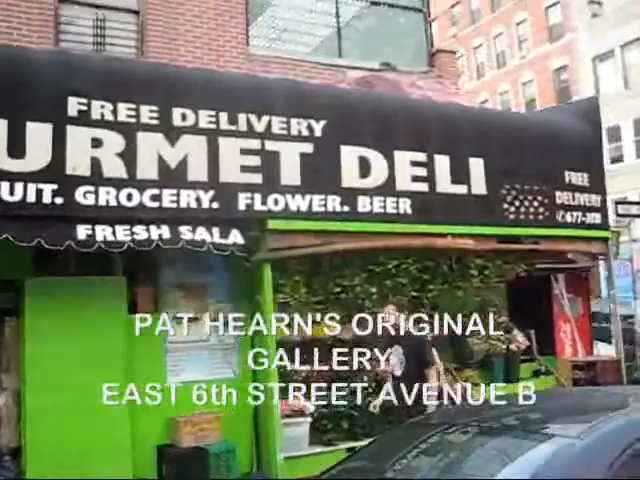 FREE DELIVERY
URMET DELI
UIT. GROCERY. FLOWER. BEER
FREE
DELIVERY
FRESH SALA
PAT HEARN'S ORIGINAL
GALLERY
EAST 6th STREET AVENUE B